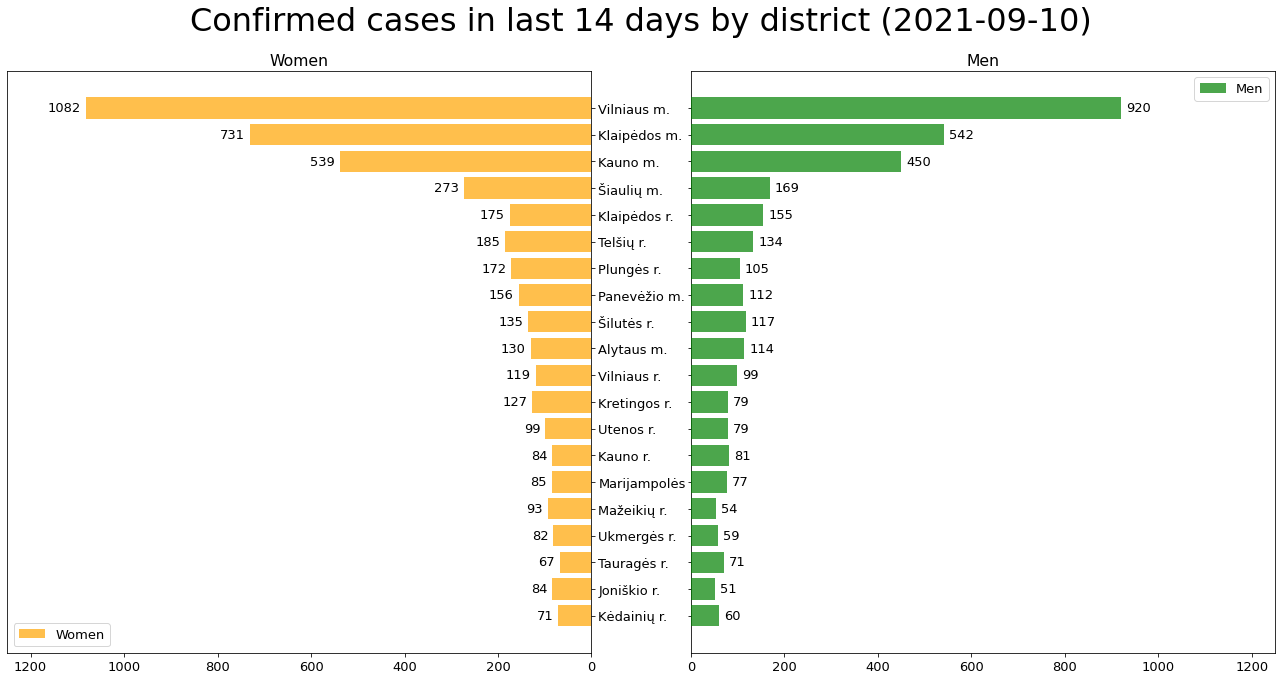 Confirmed cases in last 14 days by district (2021-09-10)
Women Men
Men
1082 Vilniaus m. 920
731 Klaipėdos m. 542
539 Kauno m. 450
273 Šiaulių m. 169
175 Klaipėdos r. 155
185 Telšių r. 134
172 Plungės r. 105
156 Panevėžio m. 112
135 Šilutės r. 117
130 Alytaus m. 114
119 Vilniaus r. 99
127 Kretingos r. 79
99 Utenos r. 79
84 Kauno r. 81
85 Marijampolės 77
93 Mažeikių r. 54
82 Ukmergės r. 59
67 Tauragės r. 71
84 Joniškio r. 51
71 Kėdainių r. 60
Women
1200 1000 800 600 400 200 0 0 200 400 600 800 1000 1200